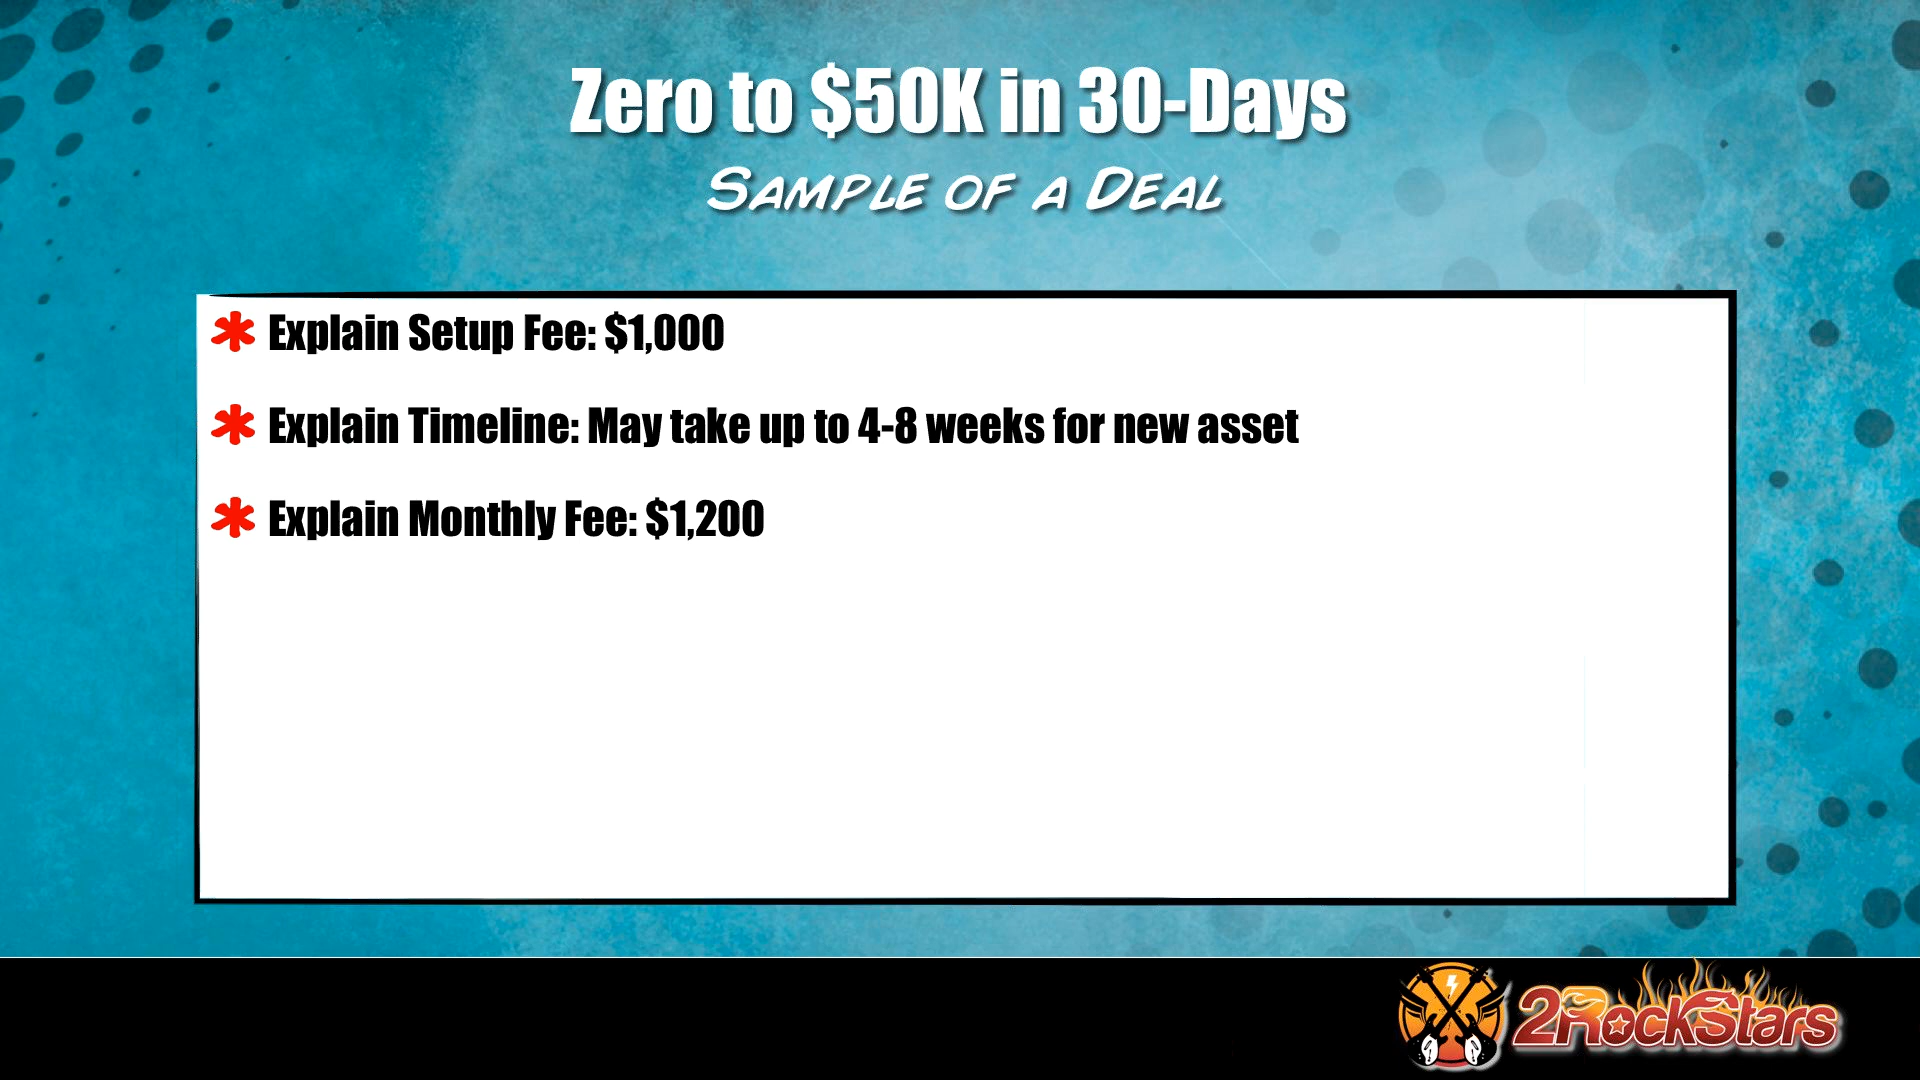 Zero to $50K in 30-Days
Sample of a Deal
Explain Setup Fee: $1,000
Explain Timeline: May take up to 4-8 weeks for new asset
Explain Monthly Fee: $1,200
2RockStars